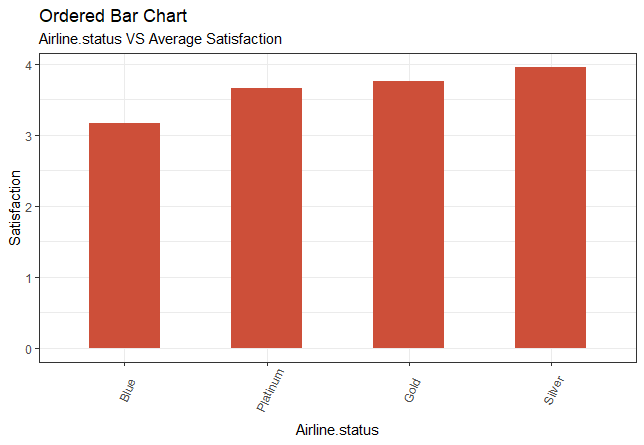 Ordered Bar Chart
Airline.status VS Average Satisfaction
Satisfaction
4
3
2
1
0
Blue
Platinum
Gold
Silver
Airline.status